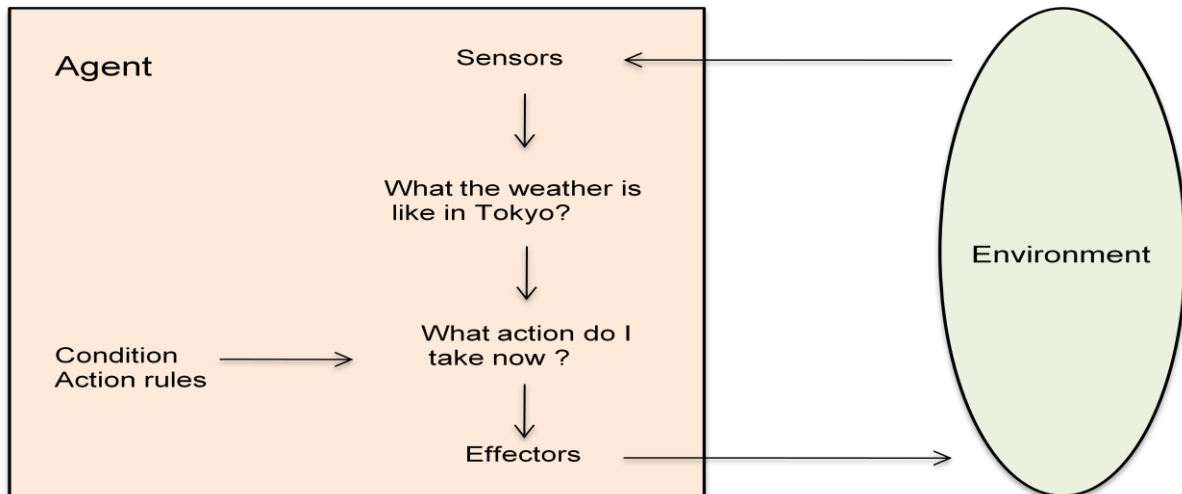 Agent
Sensors
What the weather is
like in Tokyo?
What action do I
take now ?
Condition
Action rules
Effectors
Environment